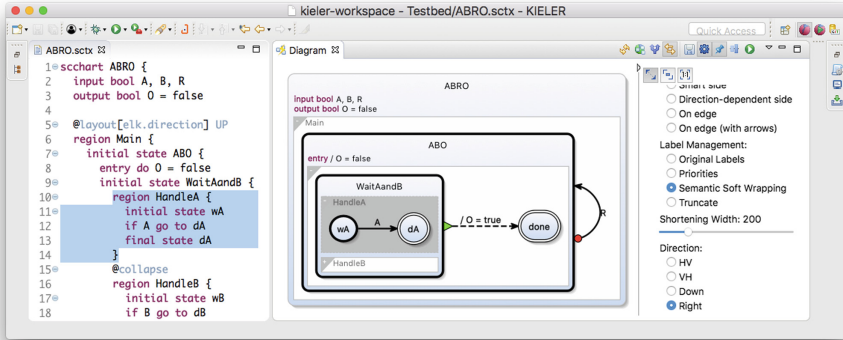 kieler-workspace - Testbed/ABRO.sctx - KIELER
Quick Access
ABRO.sctx
1 scchart ABRO {
2 input bool A, B, R
3 output bool O = false
4
5 @layout[elk.direction] UP
6 region Main {
7 initial state ABO {
8 entry do O = false
9 initial state WaitAandB {
10 region HandleA {
11 initial state wA
12 if A go to dA
13 final state dA
14 }
15 @collapse
16 region HandleB {
17 initial state wB
18 if B go to dB
Diagram
ABRO
input bool A, B, R
output bool O = false
Main
ABO
entry / O = false
WaitAandB
- HandleA
wA
A
dA
+ HandleB
/ O = true
done
R
Smart side
Direction-dependent side
On edge
On edge (with arrows)
Label Management:
Original Labels
Priorities
Semantic Soft Wrapping
Truncate
Shortening Width: 200
Direction:
HV
VH
Down
Right